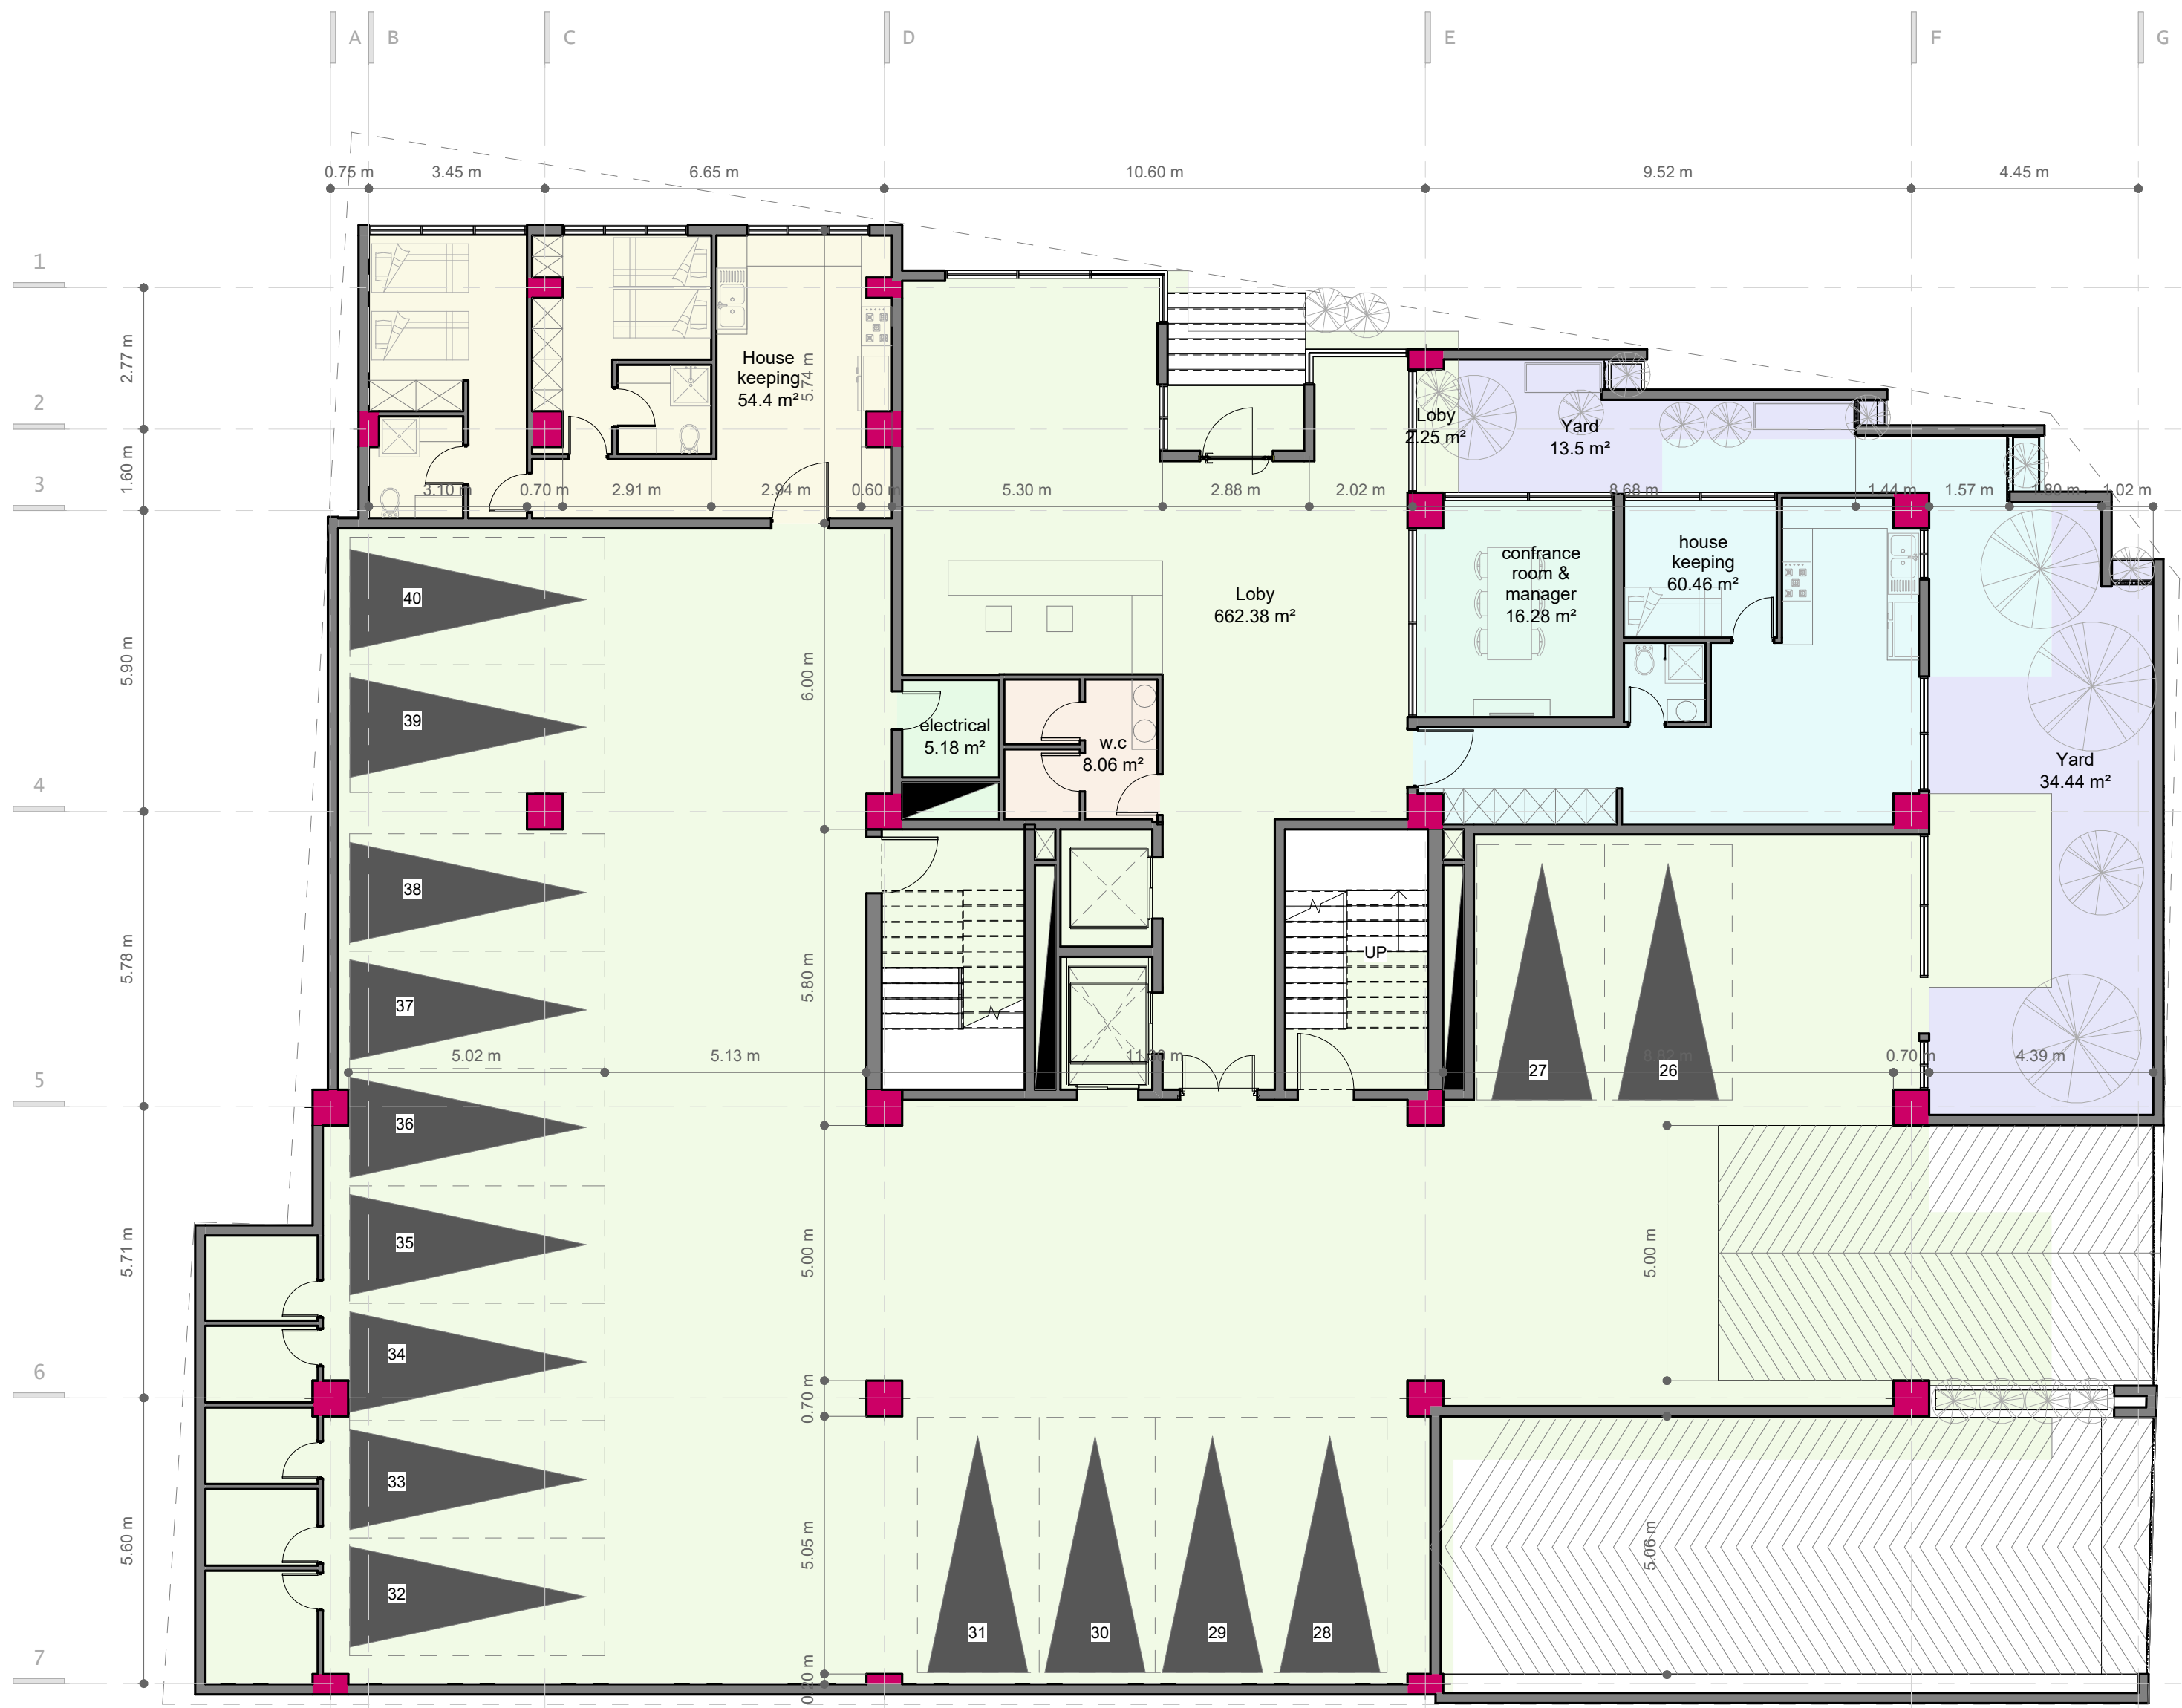 A B C D E F G
0.75 m 3.45 m 6.65 m 10.60 m 9.52 m 4.45 m
1
2
3
4
5
6
7
2.77 m
1.60 m
5.90 m
5.78 m
5.71 m
5.60 m
House
keeping
54.4 m²
5.74 m
Loby
2.25 m²
Yard
13.5 m²
E
3.10 m 0.70 m 2.91 m 2.94 m 0.60 m 5.30 m 2.88 m 2.02 m 8.68 m 1.44 m 1.57 m 1.80 m 1.02 m
confrance
room &
manager
16.28 m²
house
keeping
60.46 m²
Loby
662.38 m²
40
39
6.00 m
electrical
5.18 m²
w.c
8.06 m²
Yard
34.44 m²
38
37
5.80 m
UP
5.02 m 5.13 m 0.70 m 4.39 m
27
26
36
35
34
33
32
5.00 m
5.00 m
0.70 m
5.05 m
5.06 m
0.20 m
31
30
29
28